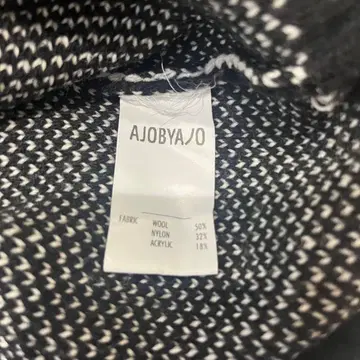 AJOBYAJO
FABRIC WOOL 50%
NYLON 32%
ACRYLIC 18%